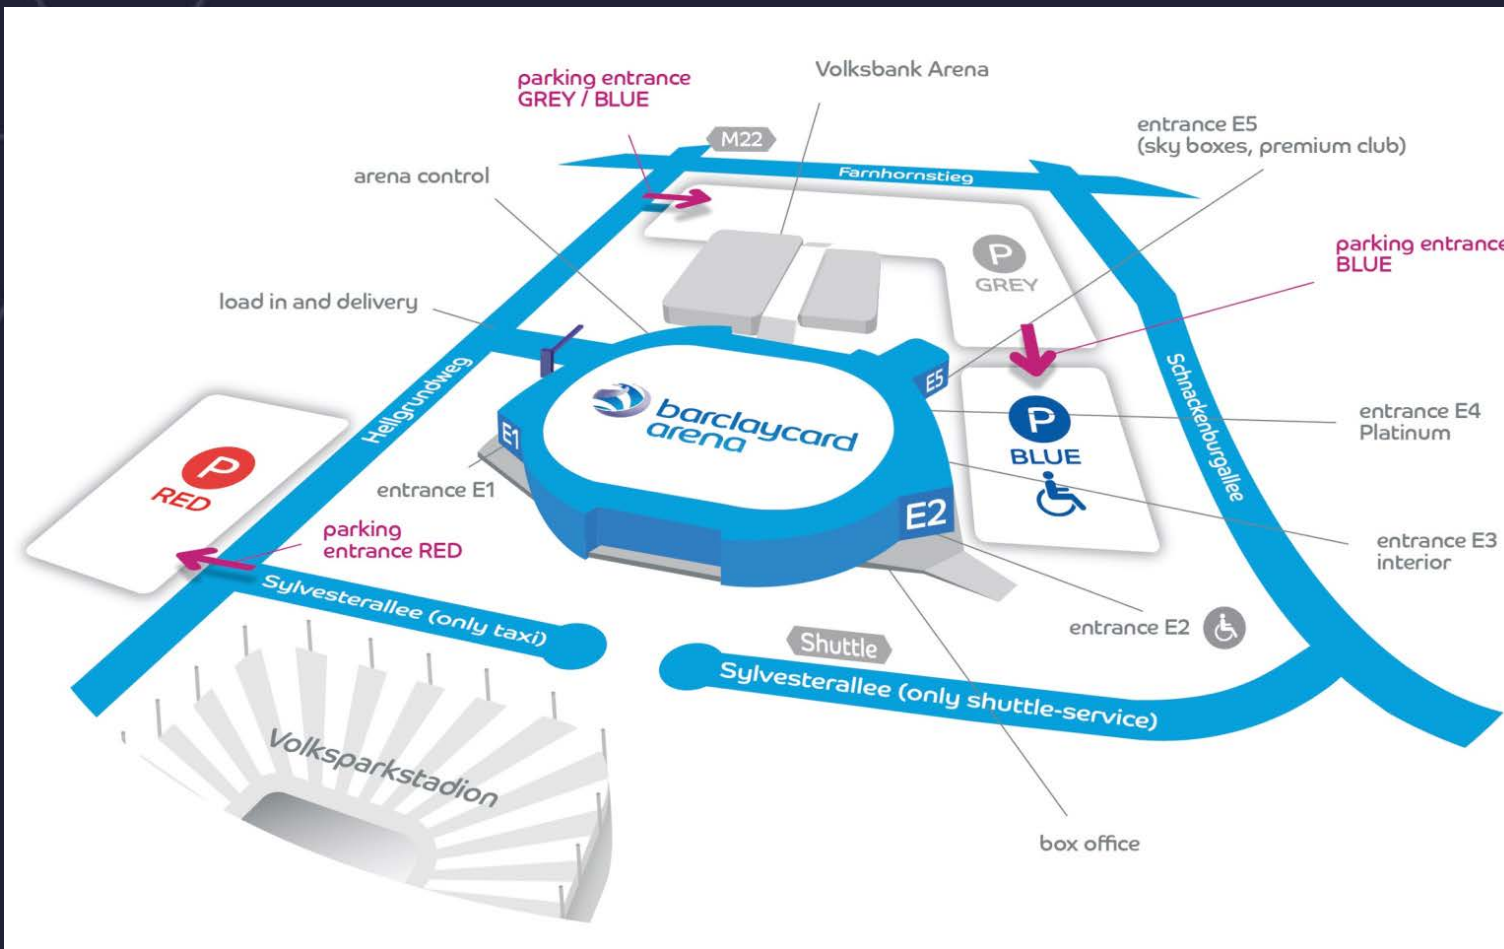 Volksbank Arena
parking entrance
GREY / BLUE
M22
entrance E5
(sky boxes, premium club)
Farnhornstieg
arena control
P
GREY
parking entrance
BLUE
load in and delivery
Hellgrundweg
Schnackenburgallee
E5
barclaycard
arena
P
BLUE
entrance E4
Platinum
E1
P
RED
entrance E1
E2
parking
entrance RED
entrance E3
interior
Sylvesterallee (only taxi)
entrance E2
Shuttle
Sylvesterallee (only shuttle-service)
Volksparkstadion
box office